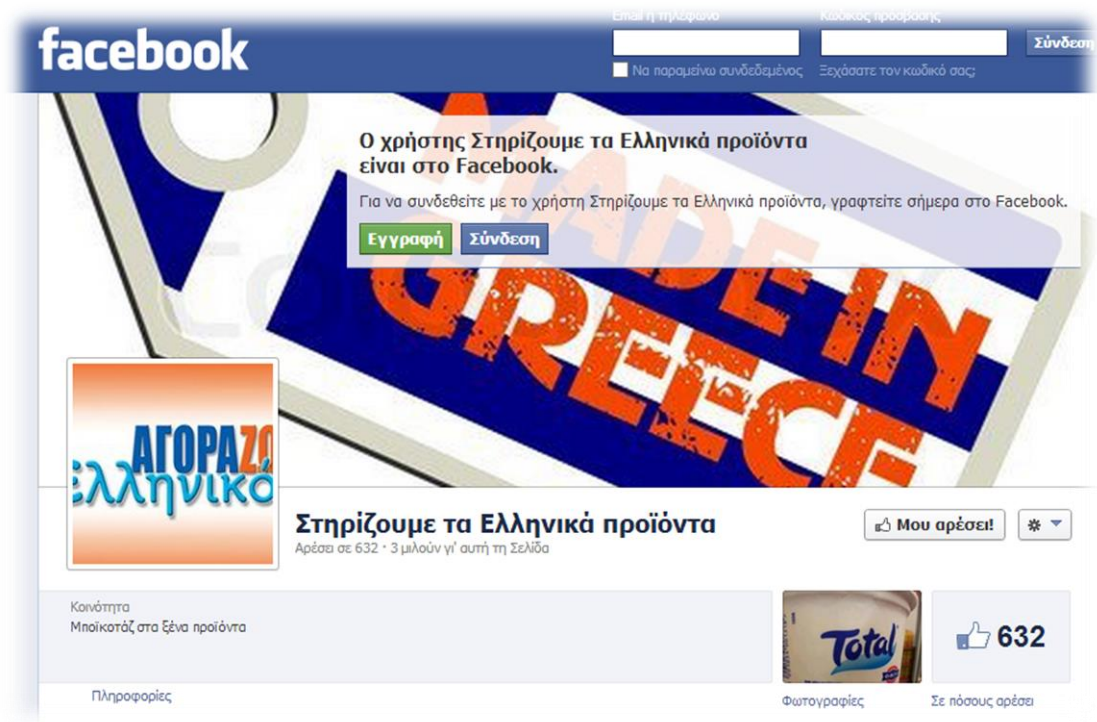 Email ή τηλέφωνο
Κωδικός πρόσβασης
facebook
Σύνδεση
Να παραμείνω συνδεδεμένος
Ξεχάσατε τον κωδικό σας;
MADE IN
GREECE
Ο χρήστης Στηρίζουμε τα Ελληνικά προϊόντα
είναι στο Facebook.
Για να συνδεθείτε με το χρήστη Στηρίζουμε τα Ελληνικά προϊόντα, γραφτείτε σήμερα στο Facebook.
Εγγραφή
Σύνδεση
ΑΓΟΡΑΖΩ
ελληνικά
Στηρίζουμε τα Ελληνικά προϊόντα
Μου αρέσει!
Αρέσει σε 632 · 3 μιλούν γι' αυτή τη Σελίδα
Κοινότητα
Μποϊκοτάζ στα ξένα προϊόντα
Total
632
Πληροφορίες
Φωτογραφίες
Σε πόσους αρέσει